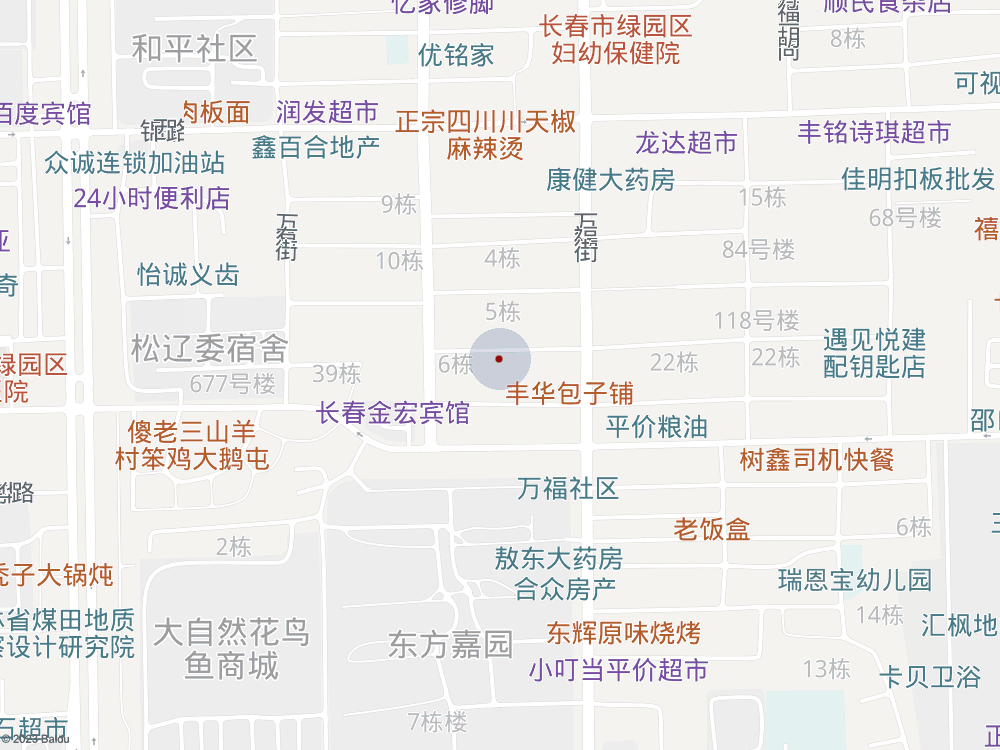 亿家修脚
顺民食杂店
长春市绿园区
妇幼保健院
8栋
和平社区
优铭家
可视
百度宾馆
肉板面
润发超市
正宗四川川天椒
麻辣烫
龙达超市
丰铭诗琪超市
众诚连锁加油站
鑫百合地产
24小时便利店
康健大药房
佳明扣板批发
9栋
15栋
68号楼
万福街
禧
10栋
4栋
84号楼
怡诚义齿
奇
5栋
118号楼
松辽委宿舍
遇见悦建
配钥匙店
绿园区
医院
677号楼
39栋
6栋
22栋
22栋
丰华包子铺
长春金宏宾馆
平价粮油
傻老三山羊
村笨鸡大鹅屯
树鑫司机快餐
万福社区
路
老饭盒
6栋
2栋
敖东大药房
合众房产
秃子大锅炖
瑞恩宝幼儿园
14栋
林省煤田地质
察设计研究院
大自然花鸟
鱼商城
东方嘉园
东辉原味烧烤
汇枫地
小叮当平价超市
13栋
卡贝卫浴
7栋楼
石超市
正
© 2023 Baidu